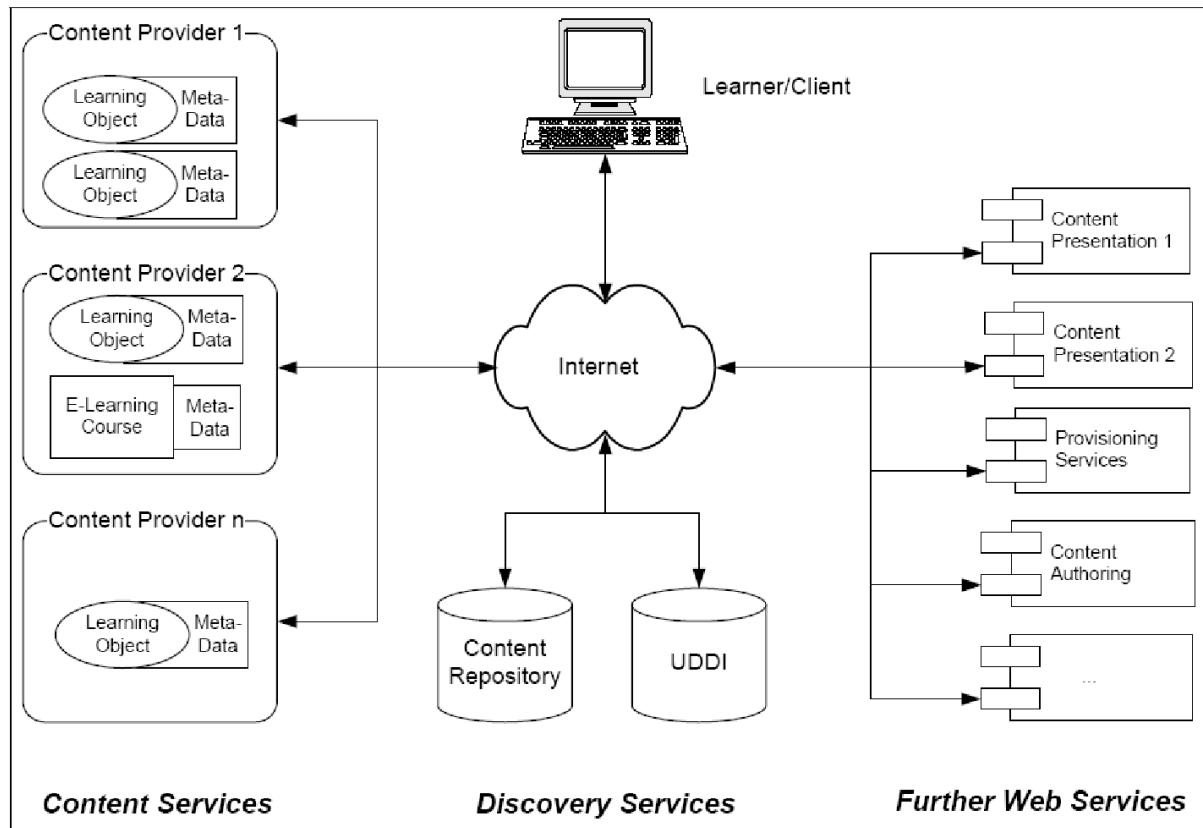 Content Provider 1
Learning
Object
Meta-
Data
Learning
Object
Meta-
Data
Content Provider 2
Learning
Object
Meta-
Data
E-Learning
Course
Meta-
Data
Content Provider n
Learning
Object
Meta-
Data
Learner/Client
Internet
Content
Repository
UDDI
Content
Presentation 1
Content
Presentation 2
Provisioning
Services
Content
Authoring
...
Content Services
Discovery Services
Further Web Services